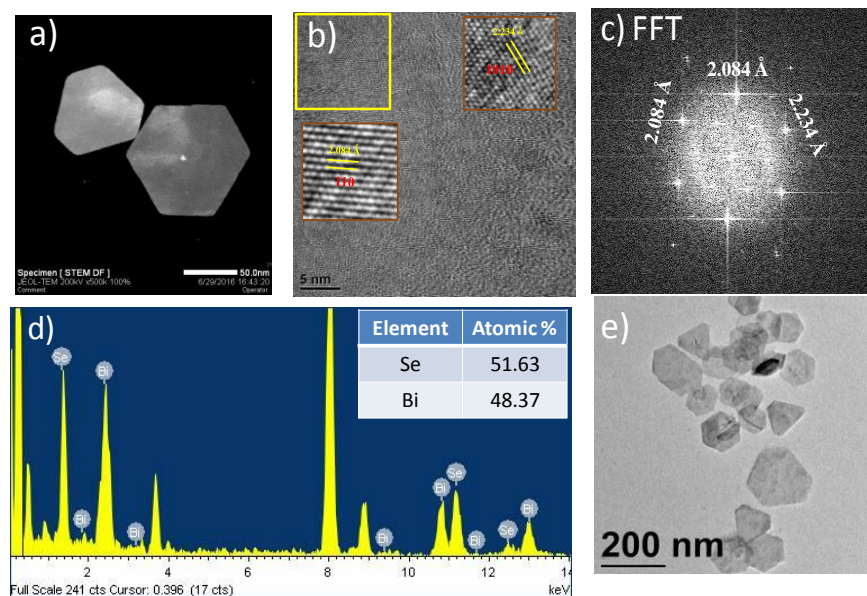 a)
Specimen [ STEM DF ]
JEOL-TEM 200kV x500k 100%
Comment:
50.0nm
6/29/2016 16:43:20
Operator
b)
2.234 Å
1010
2.084 Å
110
5 nm
c) FFT
2.084 Å
2.084 Å
2.234 Å
d)
Element Atomic %
Se 51.63
Bi 48.37
Se
Bi
Bi
Bi
Bi
Bi
Se
Bi
Se
Bi
2 4 6 8 10 12 14
Full Scale 241 cts Cursor: 0.396 (17 cts) keV
e)
200 nm